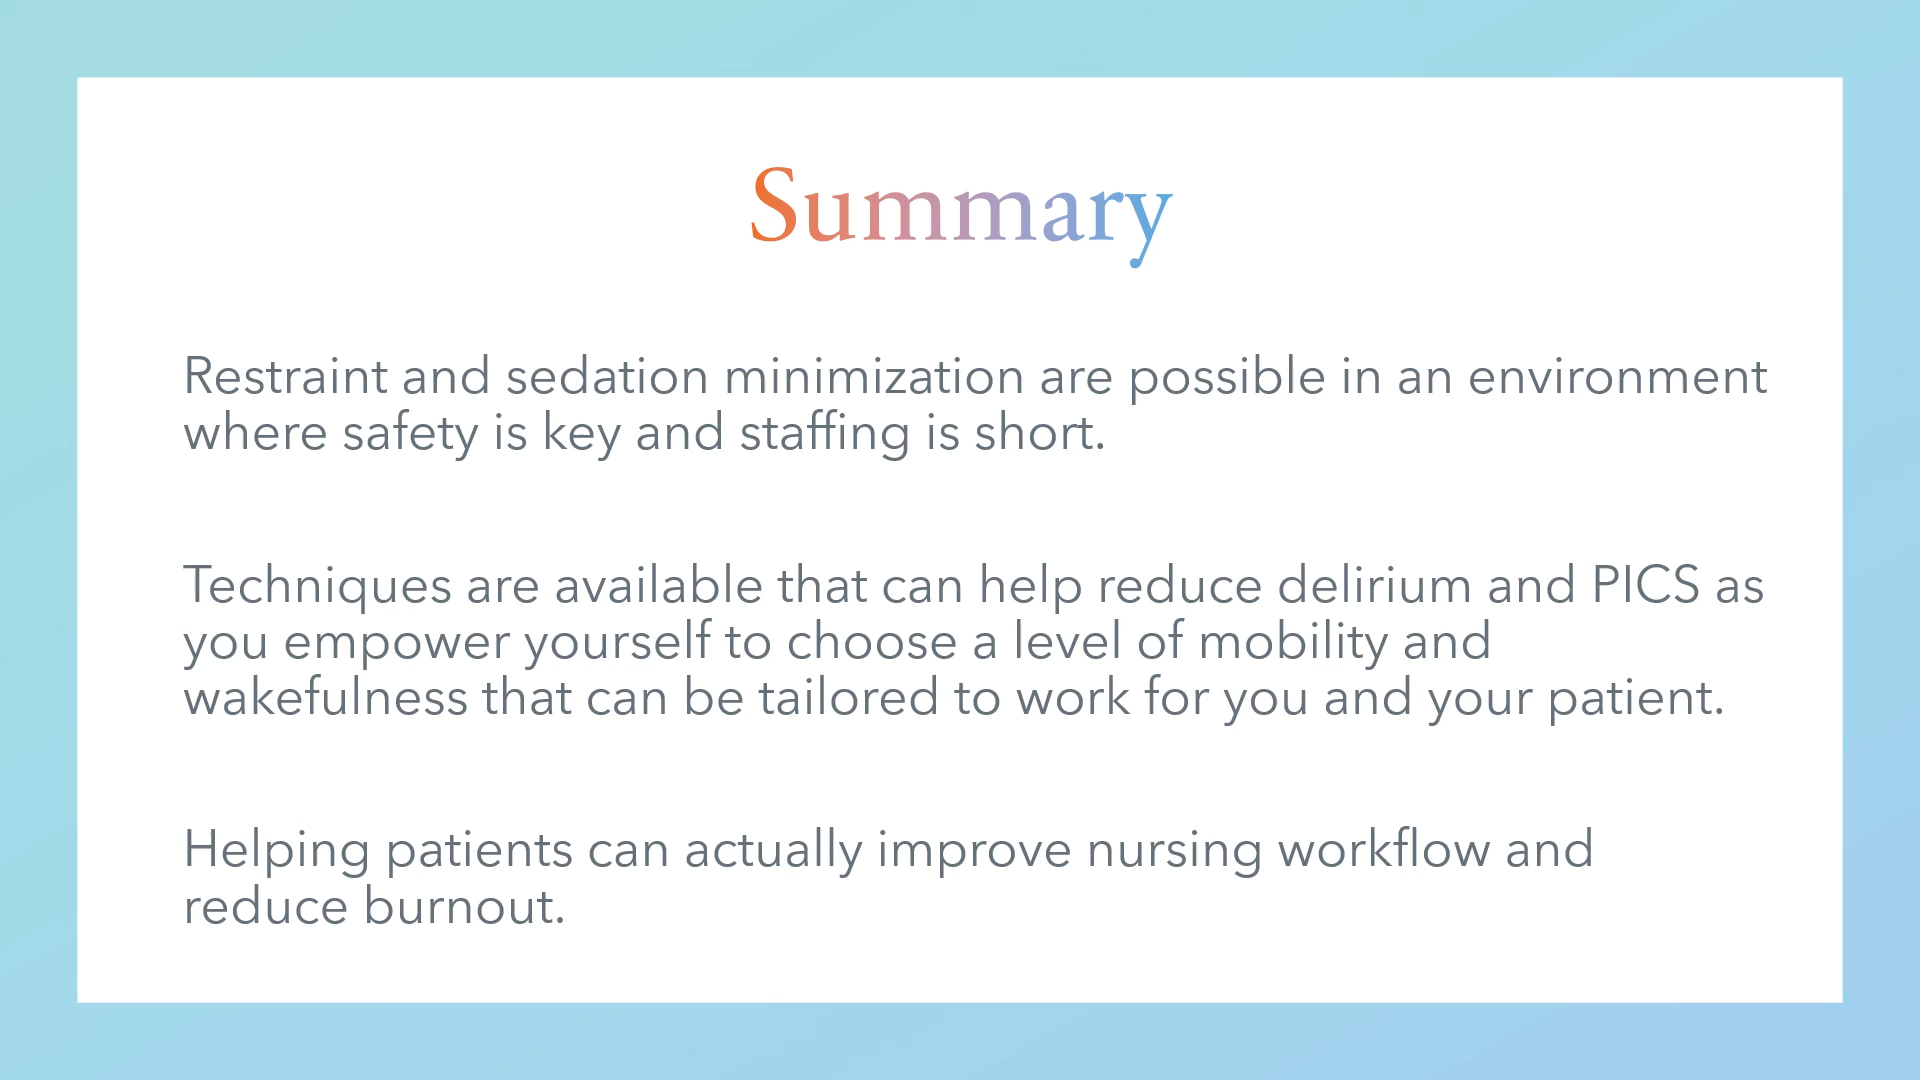 Summary
Restraint and sedation minimization are possible in an environment
where safety is key and staffing is short.
Techniques are available that can help reduce delirium and PICS as
you empower yourself to choose a level of mobility and
wakefulness that can be tailored to work for you and your patient.
Helping patients can actually improve nursing workflow and
reduce burnout.